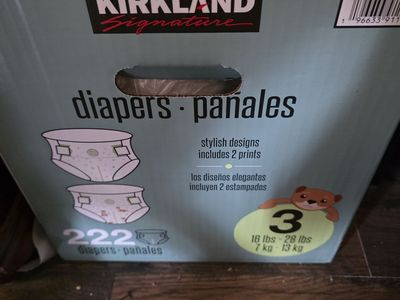 KIRKLAND
Signature
diapers · pañales
stylish designs
includes 2 prints
los diseños elegantes
incluyen 2 estampados
222
diapers · pañales
3
16 lbs - 28 lbs
7 kg - 13 kg